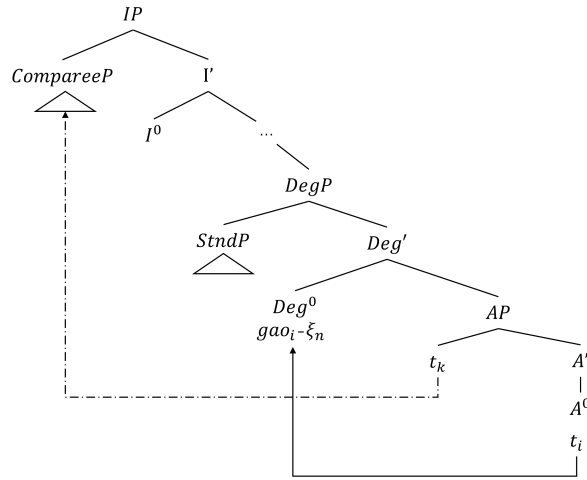 IP
CompareeP I'
I⁰ ...
DegP
StndP Deg′
Deg⁰ AP
gaoᵢ-ξₙ
tₖ A′
A⁰
tᵢ